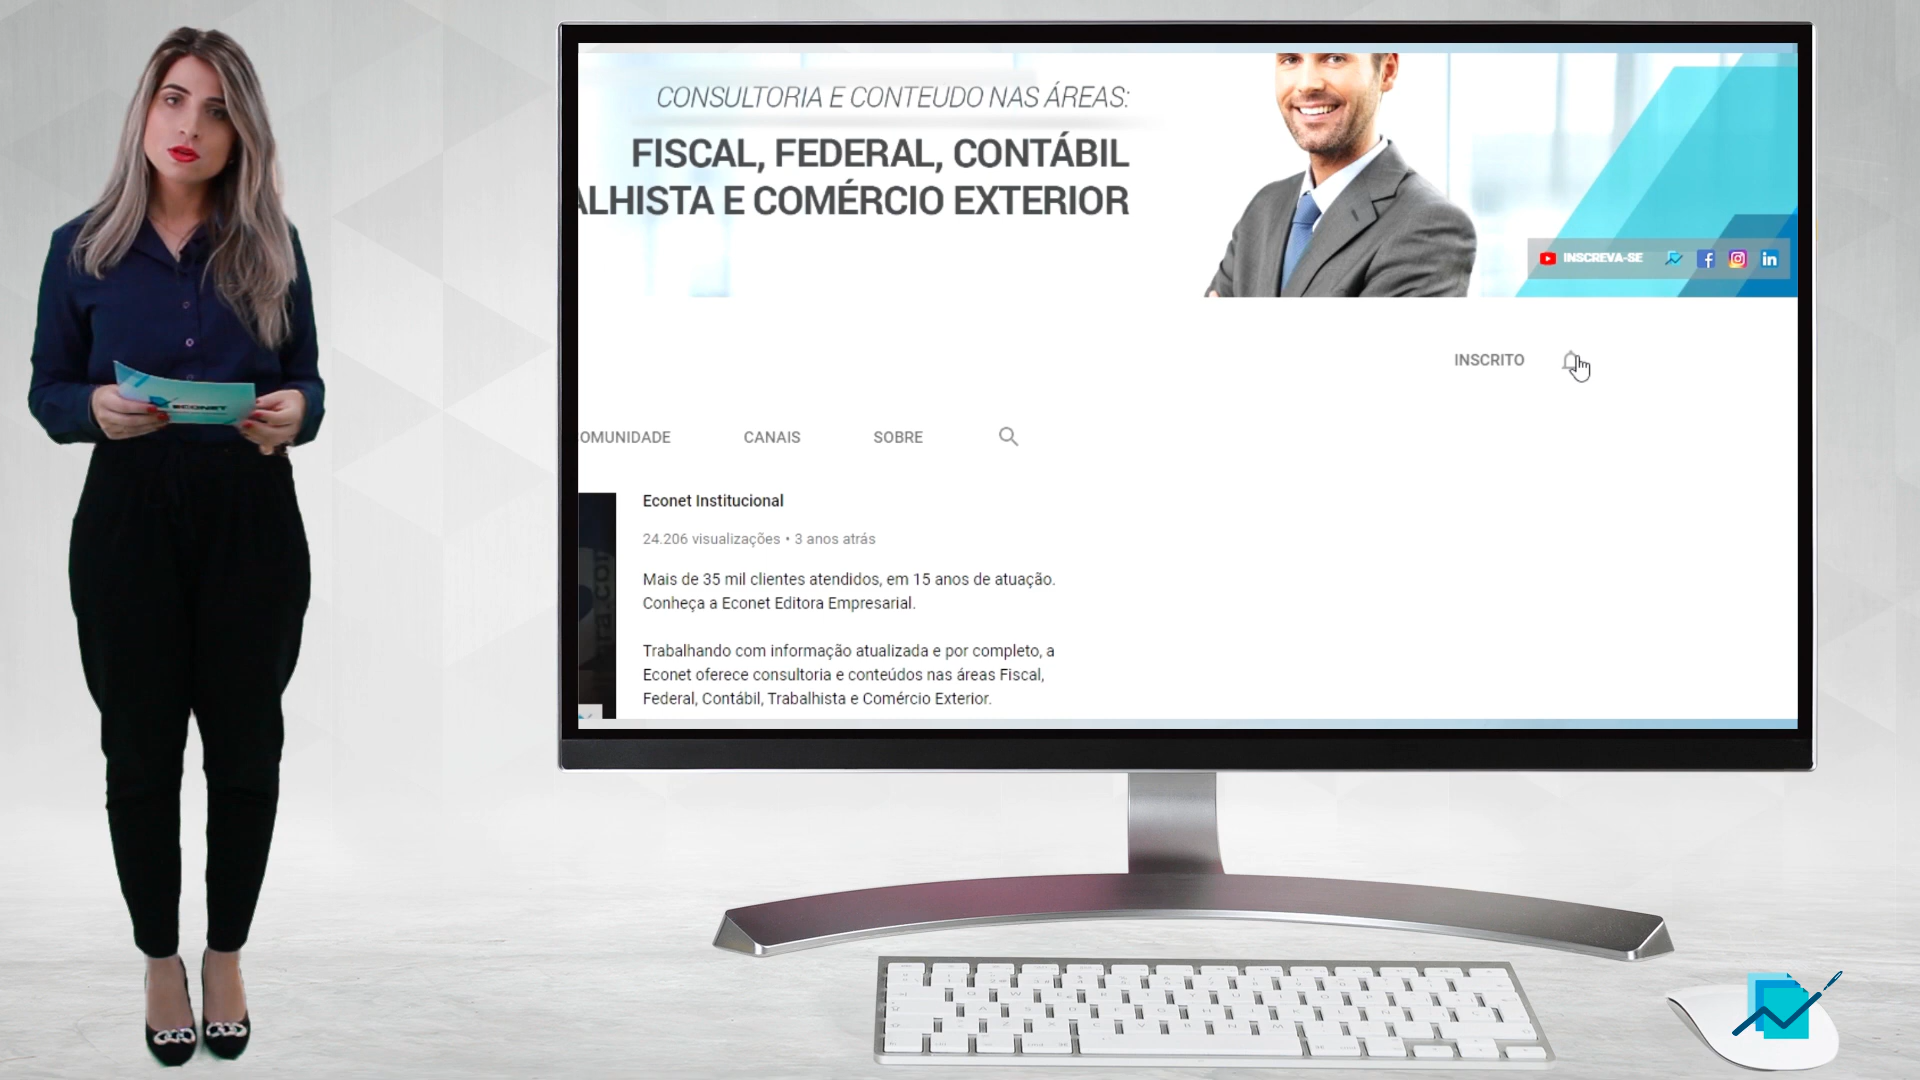 CONSULTORIA E CONTEUDO NAS ÁREAS:
FISCAL, FEDERAL, CONTÁBIL
ALHISTA E COMÉRCIO EXTERIOR
INSCREVA-SE
INSCRITO
OMUNIDADE
CANAIS
SOBRE
Econet Institucional
24.206 visualizações • 3 anos atrás
Mais de 35 mil clientes atendidos, em 15 anos de atuação.
Conheça a Econet Editora Empresarial.
Trabalhando com informação atualizada e por completo, a
Econet oferece consultoria e conteúdos nas áreas Fiscal,
Federal, Contábil, Trabalhista e Comércio Exterior.
ECONET